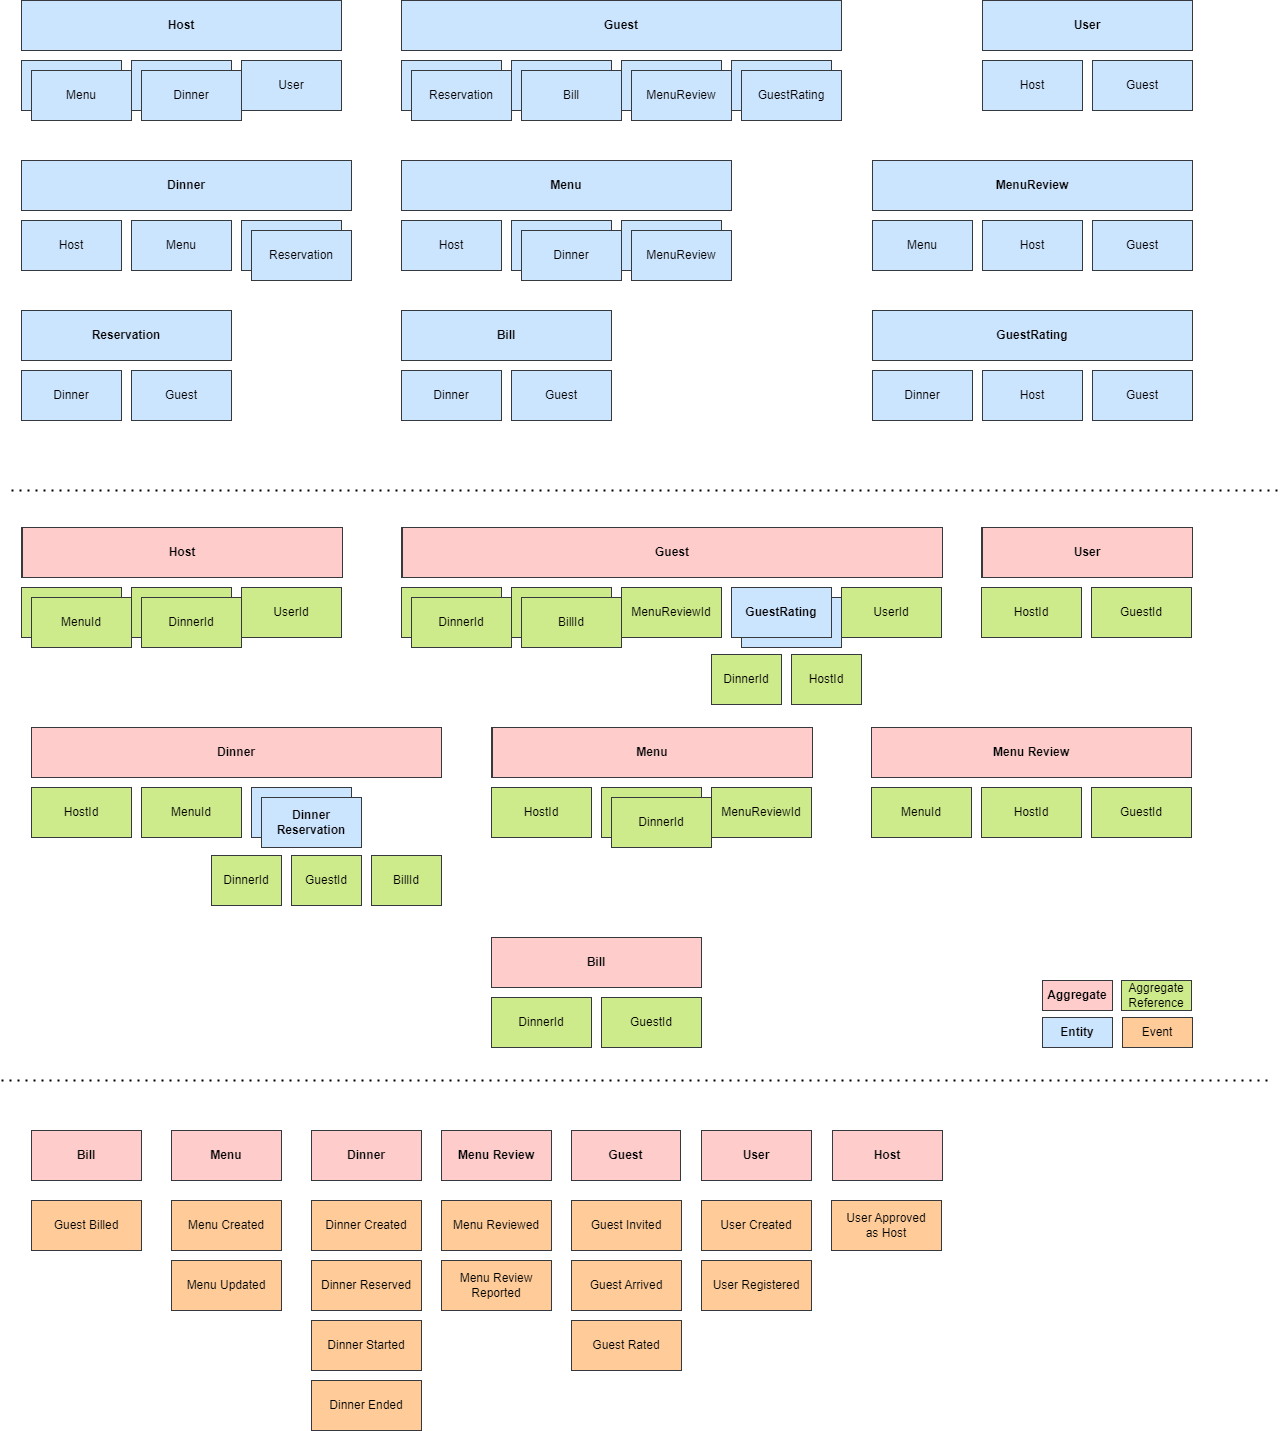 Host
Guest
User
Menu
Dinner
User
Reservation
Bill
MenuReview
GuestRating
Host
Guest
Dinner
Menu
MenuReview
Host
Menu
Reservation
Host
Dinner
MenuReview
Menu
Host
Guest
Reservation
Bill
GuestRating
Dinner
Guest
Dinner
Guest
Dinner
Host
Guest
Host
Guest
User
MenuId
DinnerId
UserId
DinnerId
BillId
MenuReviewId
GuestRating
UserId
HostId
GuestId
DinnerId
HostId
Dinner
Menu
Menu Review
HostId
MenuId
Dinner
Reservation
HostId
DinnerId
MenuReviewId
MenuId
HostId
GuestId
DinnerId
GuestId
BillId
Bill
DinnerId
GuestId
Aggregate
Aggregate
Reference
Entity
Event
Bill
Menu
Dinner
Menu Review
Guest
User
Host
Guest Billed
Menu Created
Dinner Created
Menu Reviewed
Guest Invited
User Created
User Approved
as Host
Menu Updated
Dinner Reserved
Menu Review
Reported
Guest Arrived
User Registered
Dinner Started
Guest Rated
Dinner Ended